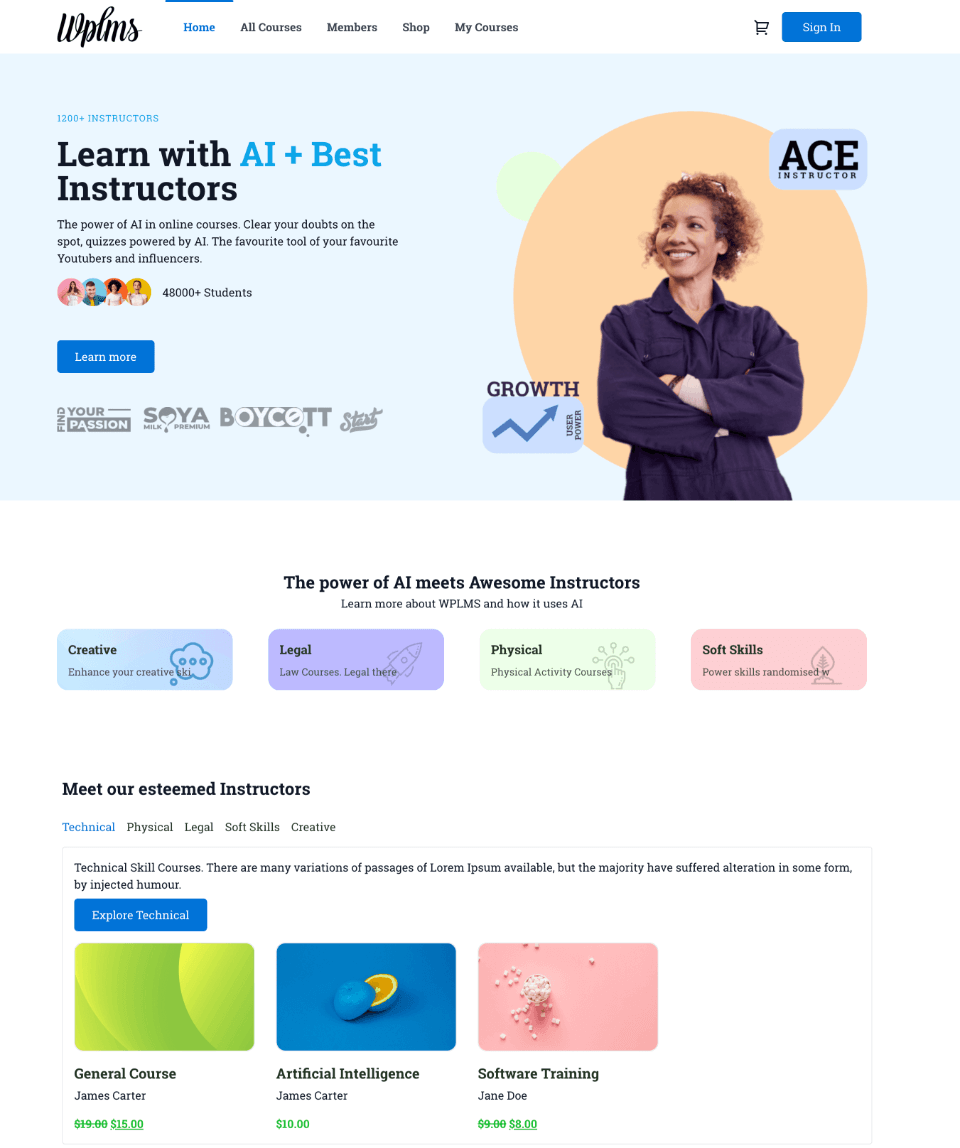 Wplms
Home All Courses Members Shop My Courses
Sign In
1200+ INSTRUCTORS
Learn with AI + Best
Instructors
The power of AI in online courses. Clear your doubts on the
spot, quizzes powered by AI. The favourite tool of your favourite
Youtubers and influencers.
48000+ Students
Learn more
FIND YOUR PASSION
SOYA
MILK PREMIUM
BOYCOTT
Start
ACE
INSTRUCTOR
GROWTH
USER
POWER
The power of AI meets Awesome Instructors
Learn more about WPLMS and how it uses AI
Creative
Enhance your creative ski
Legal
Law Courses. Legal there
Physical
Physical Activity Courses
Soft Skills
Power skills randomised w
Meet our esteemed Instructors
Technical Physical Legal Soft Skills Creative
Technical Skill Courses. There are many variations of passages of Lorem Ipsum available, but the majority have suffered alteration in some form,
by injected humour.
Explore Technical
General Course
James Carter
$19.00 $15.00
Artificial Intelligence
James Carter
$10.00
Software Training
Jane Doe
$9.00 $8.00